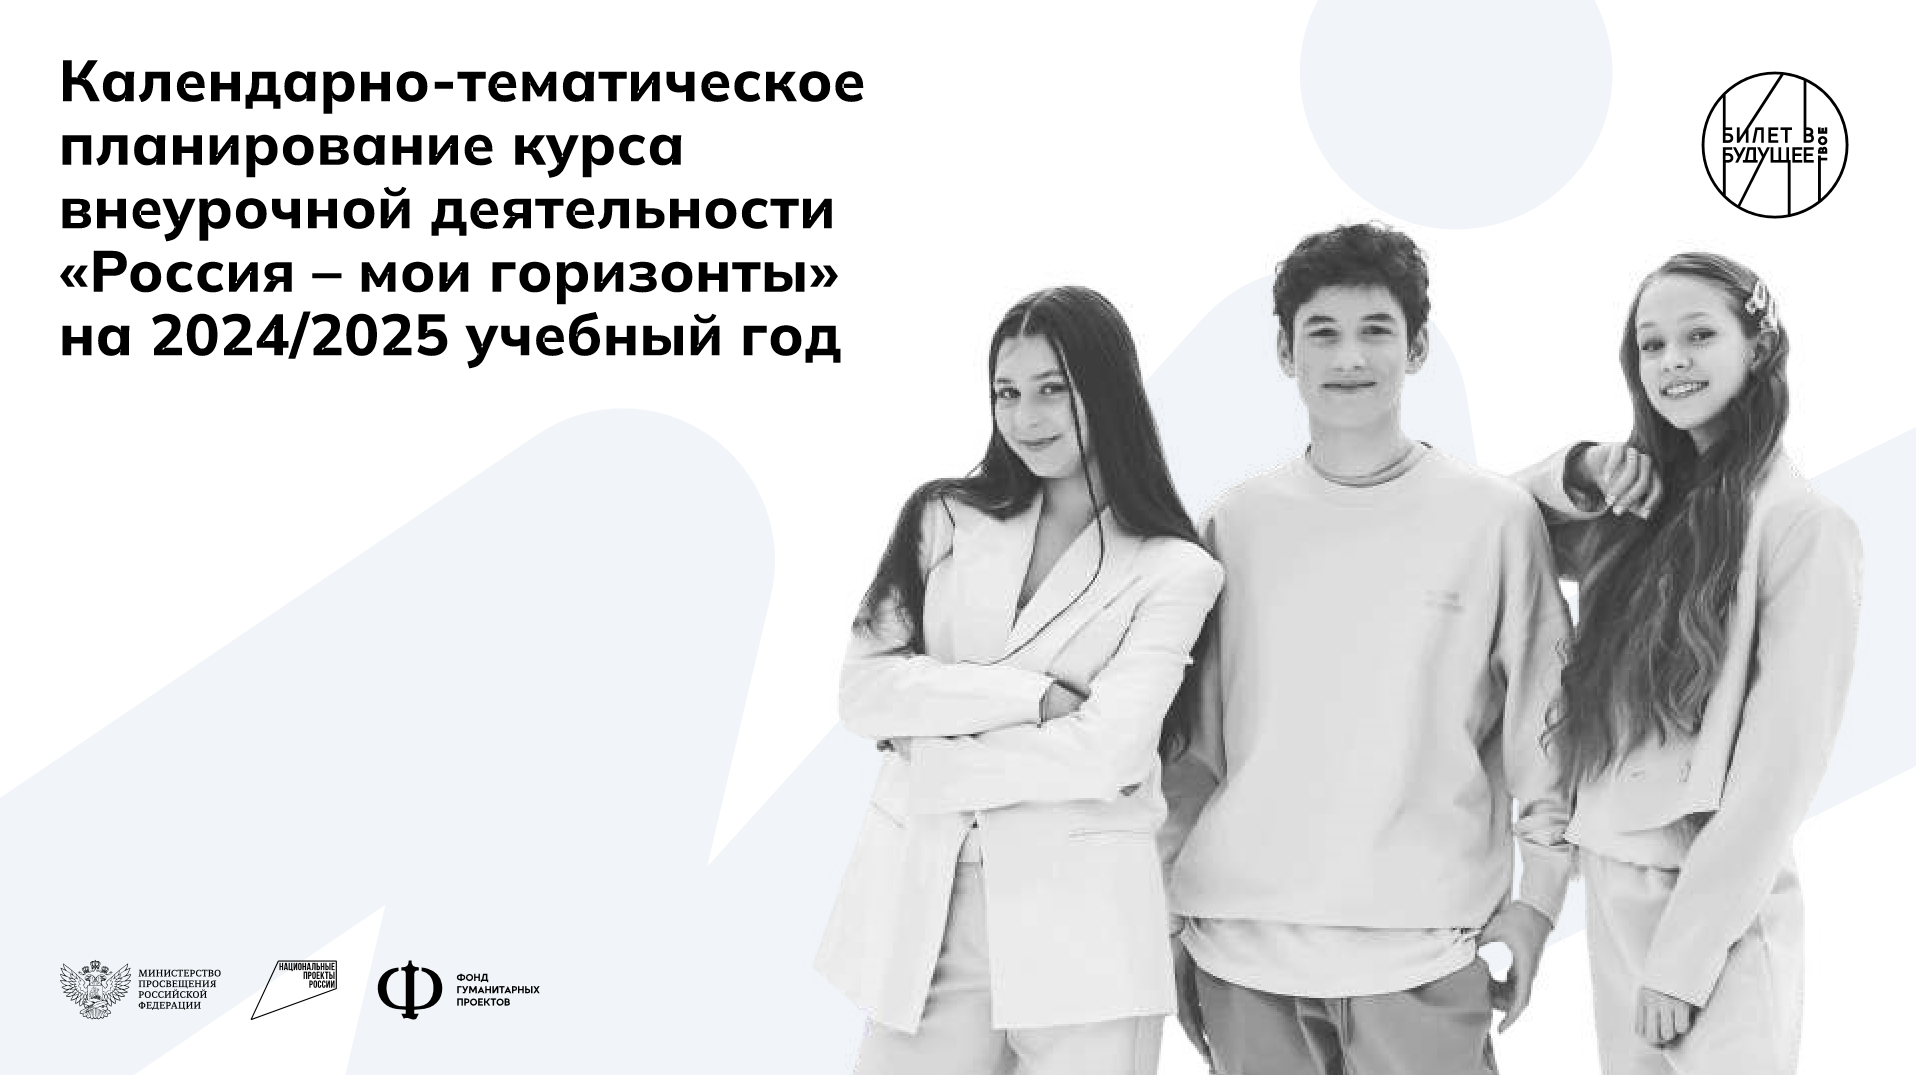 Календарно-тематическое
планирование курса
внеурочной деятельности
«Россия – мои горизонты»
на 2024/2025 учебный год
БИЛЕТ В
БУДУЩЕЕ
ТВОЕ
МИНИСТЕРСТВО
ПРОСВЕЩЕНИЯ
РОССИЙСКОЙ
ФЕДЕРАЦИИ
НАЦИОНАЛЬНЫЕ
ПРОЕКТЫ
РОССИИ
Ф
ФОНД
ГУМАНИТАРНЫХ
ПРОЕКТОВ